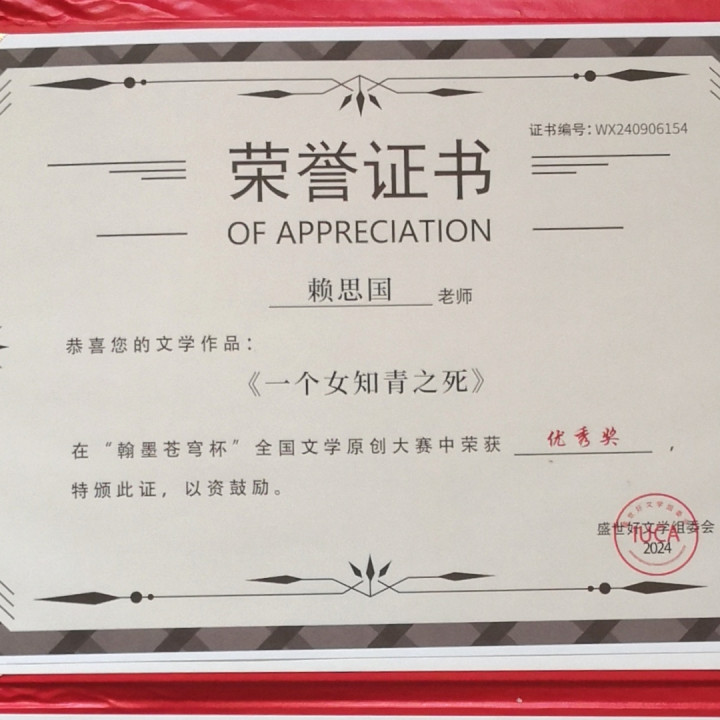 证书编号：WX240906154
荣誉证书
OF APPRECIATION
赖思国 老师
恭喜您的文学作品：
《一个女知青之死》
在“翰墨苍穹杯”全国文学原创大赛中荣获 优秀奖，
特颁此证，以资鼓励。
盛世好文学组委会
IUCA
2024